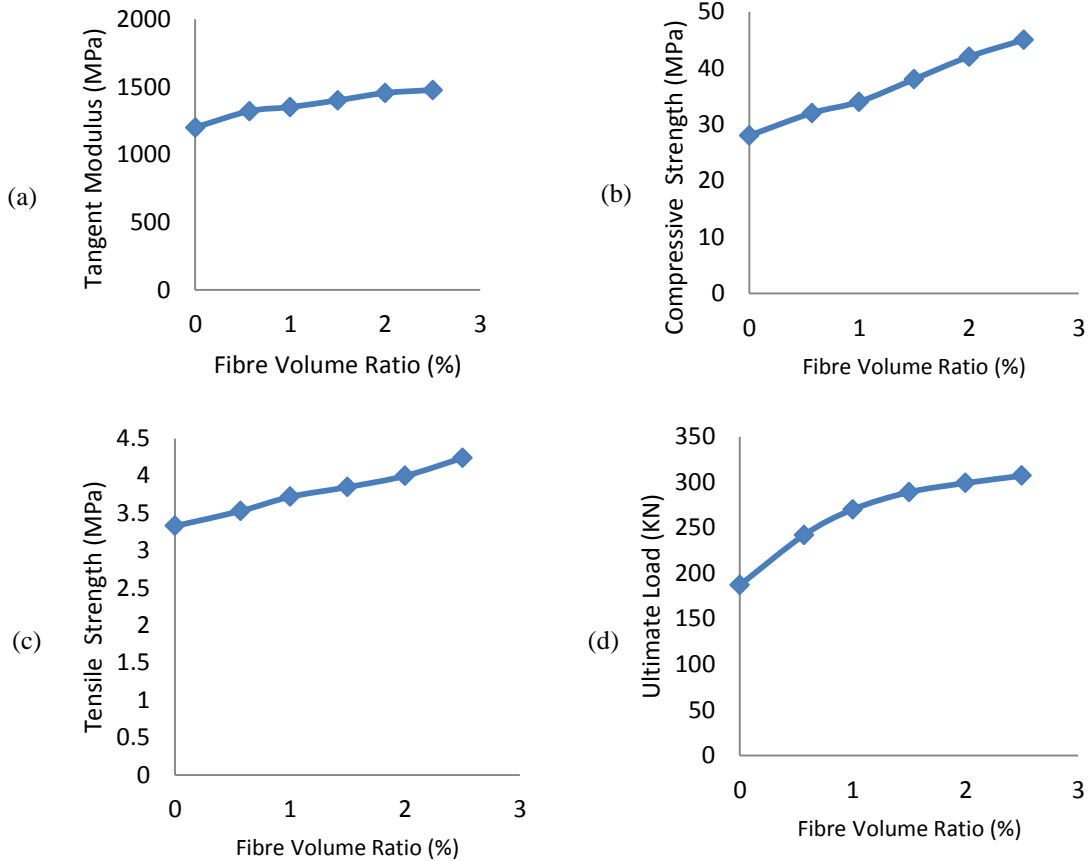 (a)
Tangent Modulus (MPa)
2000
1500
1000
500
0
0 1 2 3
Fibre Volume Ratio (%)
(b)
Compressive Strength (MPa)
50
40
30
20
10
0
0 1 2 3
Fibre Volume Ratio (%)
(c)
Tensile Strength (MPa)
4.5
4
3.5
3
2.5
2
1.5
1
0.5
0
0 1 2 3
Fibre Volume Ratio (%)
(d)
Ultimate Load (KN)
350
300
250
200
150
100
50
0
0 1 2 3
Fibre Volume Ratio (%)